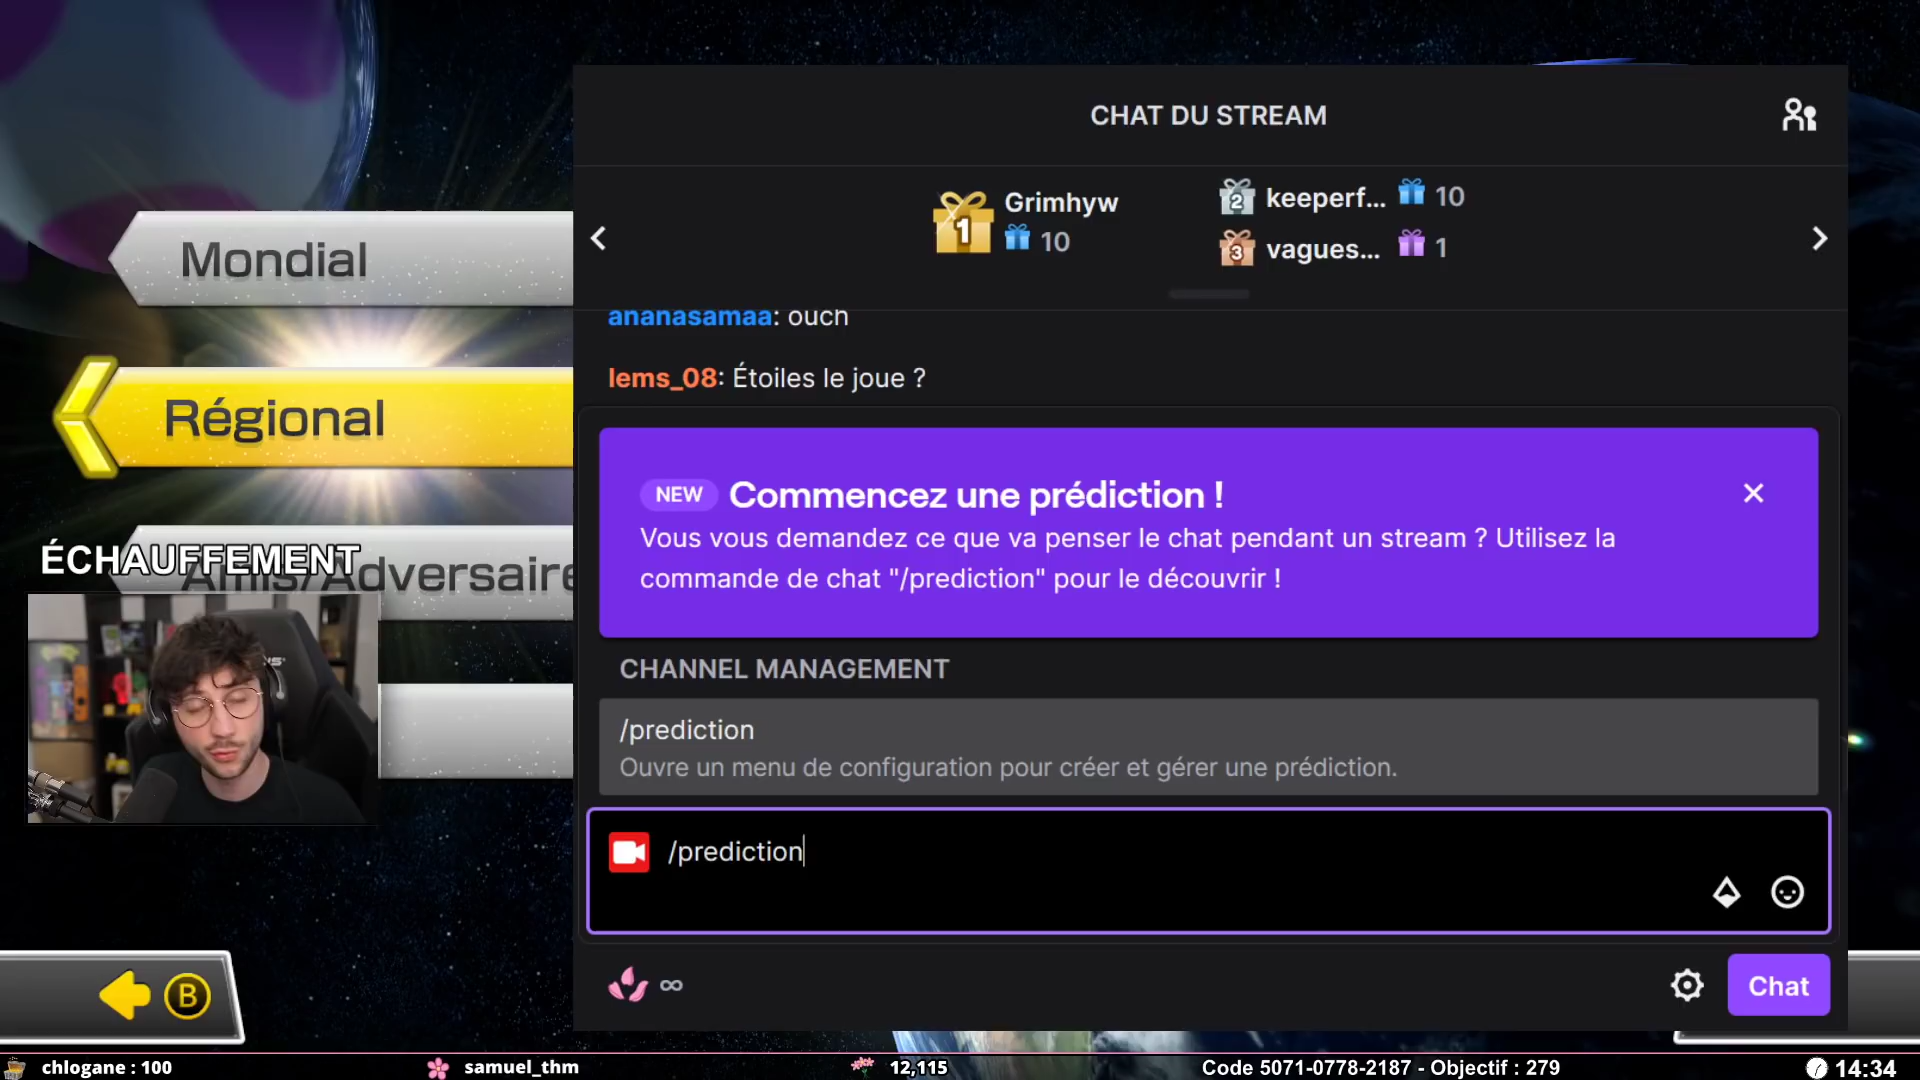 CHAT DU STREAM
1 Grimhyw
10
2 keeperf... 10
3 vagues... 1
Mondial
Régional
Amis/Adversaire
ÉCHAUFFEMENT
ananasamaa: ouch
lems_08: Étoiles le joue ?
NEW Commencez une prédiction !
Vous vous demandez ce que va penser le chat pendant un stream ? Utilisez la
commande de chat "/prediction" pour le découvrir !
CHANNEL MANAGEMENT
/prediction
Ouvre un menu de configuration pour créer et gérer une prédiction.
/prediction
∞
Chat
B
chlogane : 100
samuel_thm
12,115
Code 5071-0778-2187 - Objectif : 279
14:34